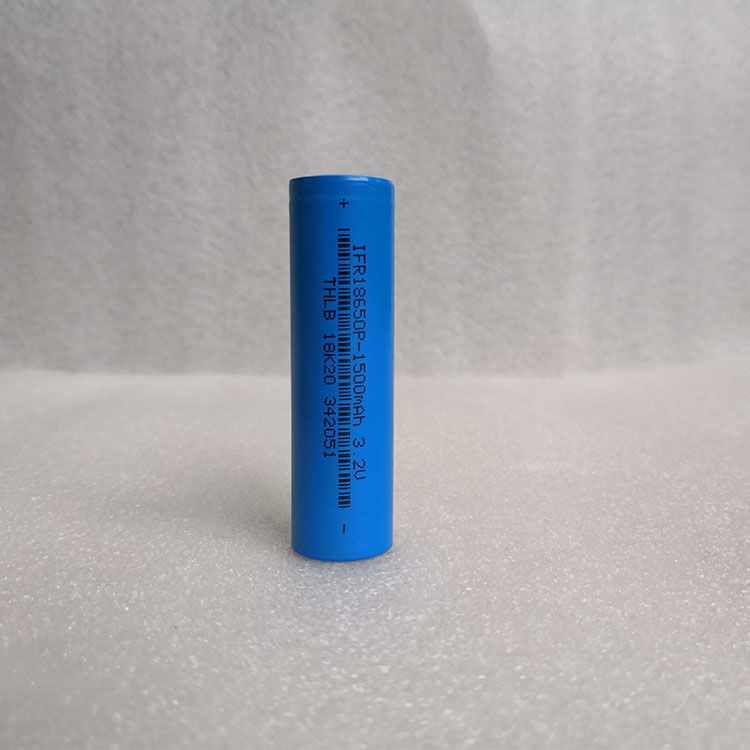 +
IFR18650P-1500mAh 3.2V
THLB 18K20 342051
-